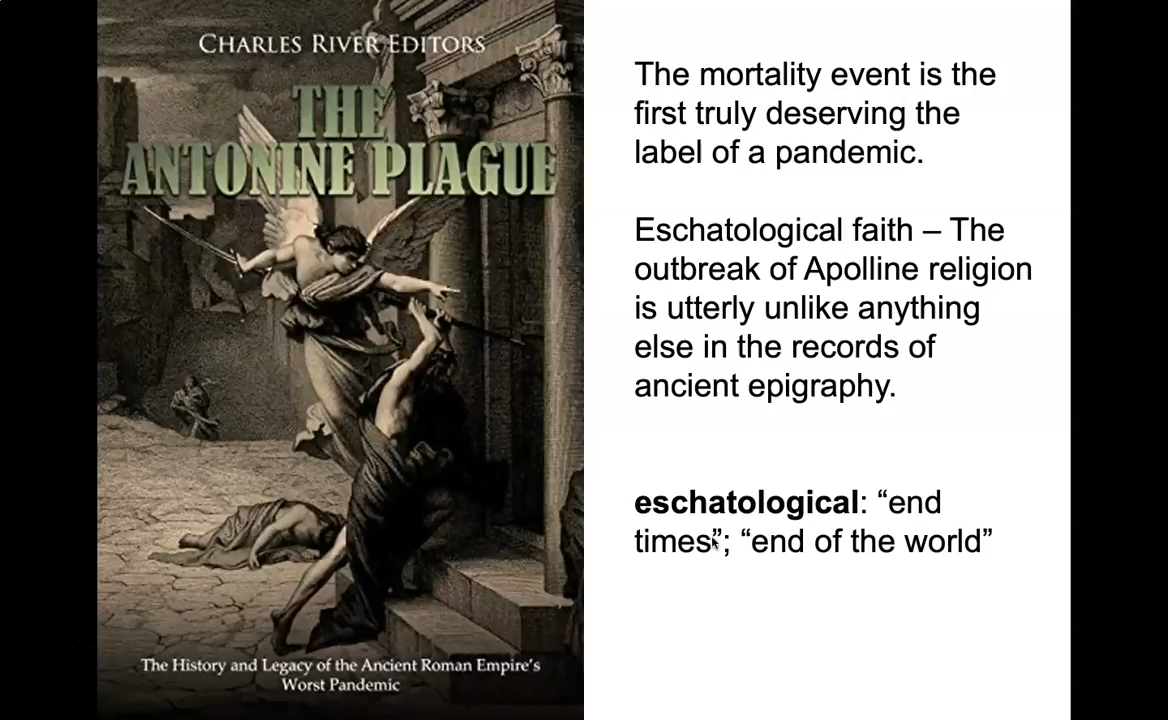 CHARLES RIVER EDITORS
THE
ANTONINE PLAGUE
The History and Legacy of the Ancient Roman Empire's
Worst Pandemic
The mortality event is the
first truly deserving the
label of a pandemic.
Eschatological faith – The
outbreak of Apolline religion
is utterly unlike anything
else in the records of
ancient epigraphy.
eschatological: “end
times”; “end of the world”